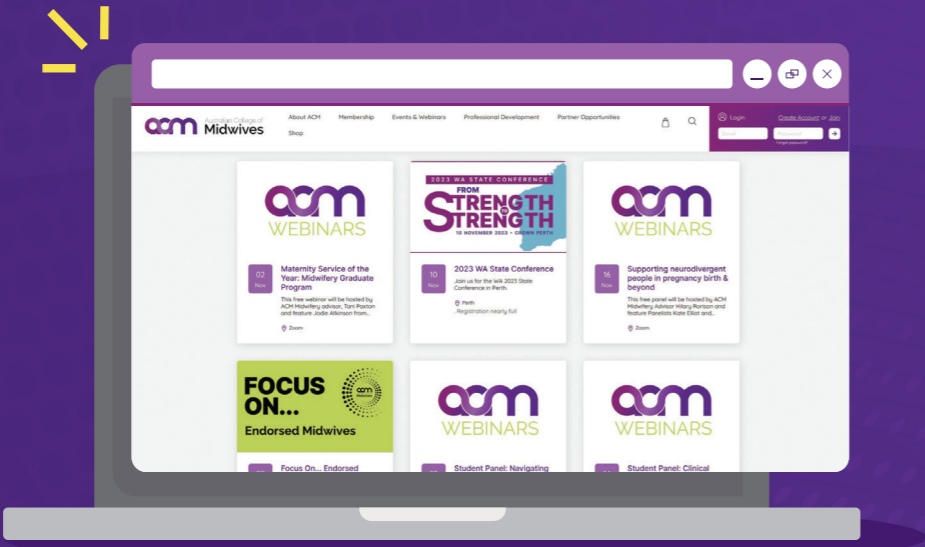 acm
Australian College of
Midwives
About ACM Membership Events & Webinars Professional Development Partner Opportunities
Shop
Login
Create Account or Join
Email
Password
Forgot password?
acm
WEBINARS
02
Nov
Maternity Service of the
Year: Midwifery Graduate
Program
This free webinar will be hosted by
ACM Midwifery advisor, Tani Paxton
and feature Jodie Atkinson from..
Zoom
2023 WA STATE CONFERENCE
FROM
STRENGTH
TO
STRENGTH
10 NOVEMBER 2023 • CROWN PERTH
10
Nov
2023 WA State Conference
Join us for the WA 2023 State
Conference in Perth.
Perth
..Registration nearly full
acm
WEBINARS
16
Nov
Supporting neurodivergent
people in pregnancy birth &
beyond
This free panel will be hosted by ACM
Midwifery Advisor Hilary Rorison and
feature Panelists Kate Elliot and..
Zoom
FOCUS
ON...
acm
Midwives
Endorsed Midwives
Focus On... Endorsed
acm
WEBINARS
Student Panel: Navigating
acm
WEBINARS
Student Panel: Clinical